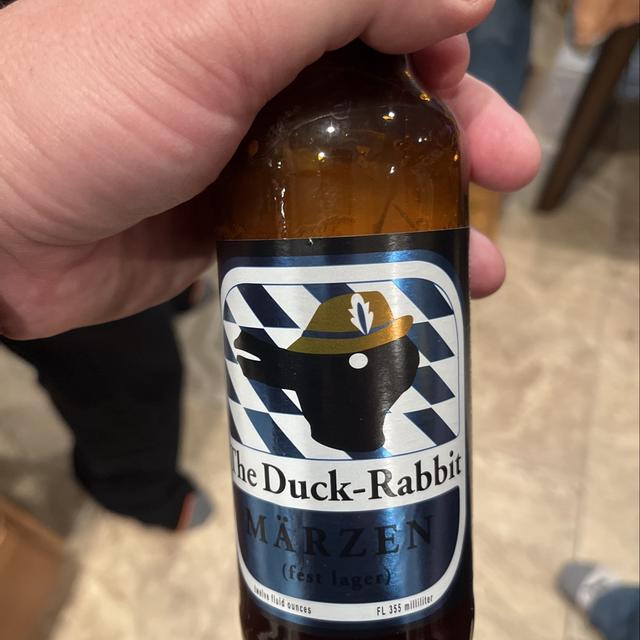 The Duck-Rabbit
MÄRZEN
(fest lager)
twelve fluid ounces
FL 355 milliliter